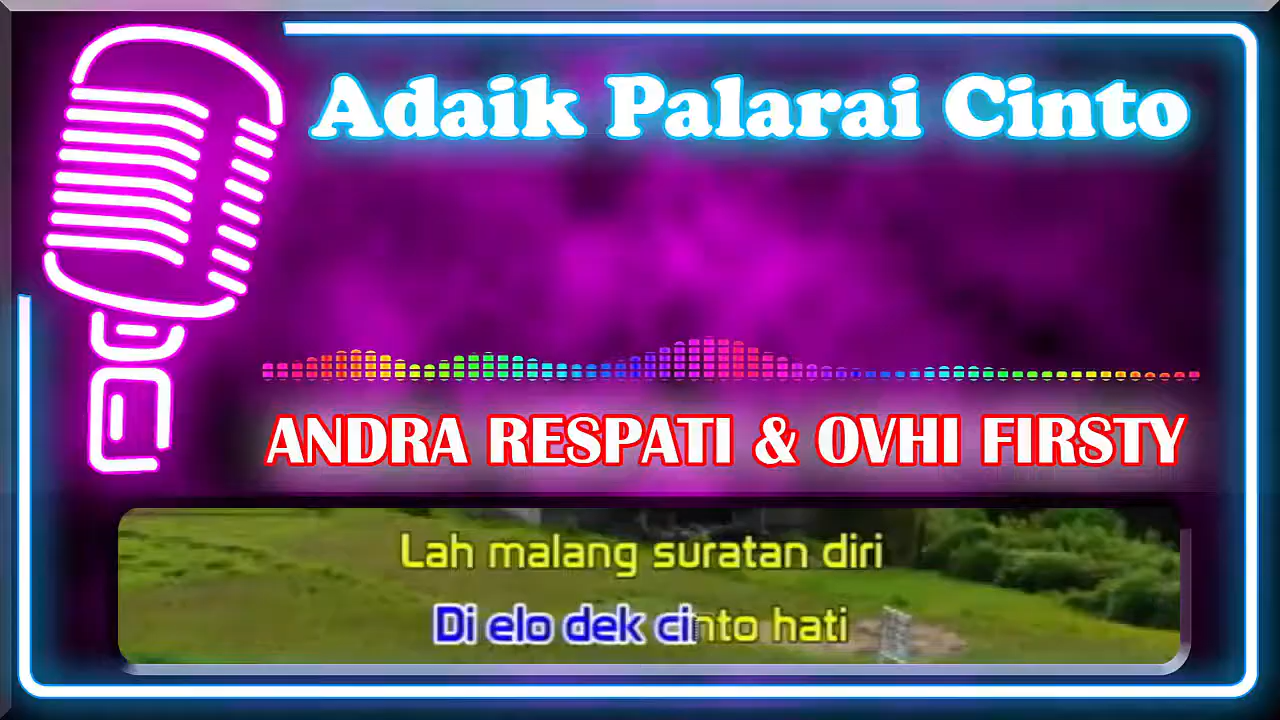 Adaik Palarai Cinto
ANDRA RESPATI & OVHI FIRSTY
Lah malang suratan diri
Di elo dek cinto hati